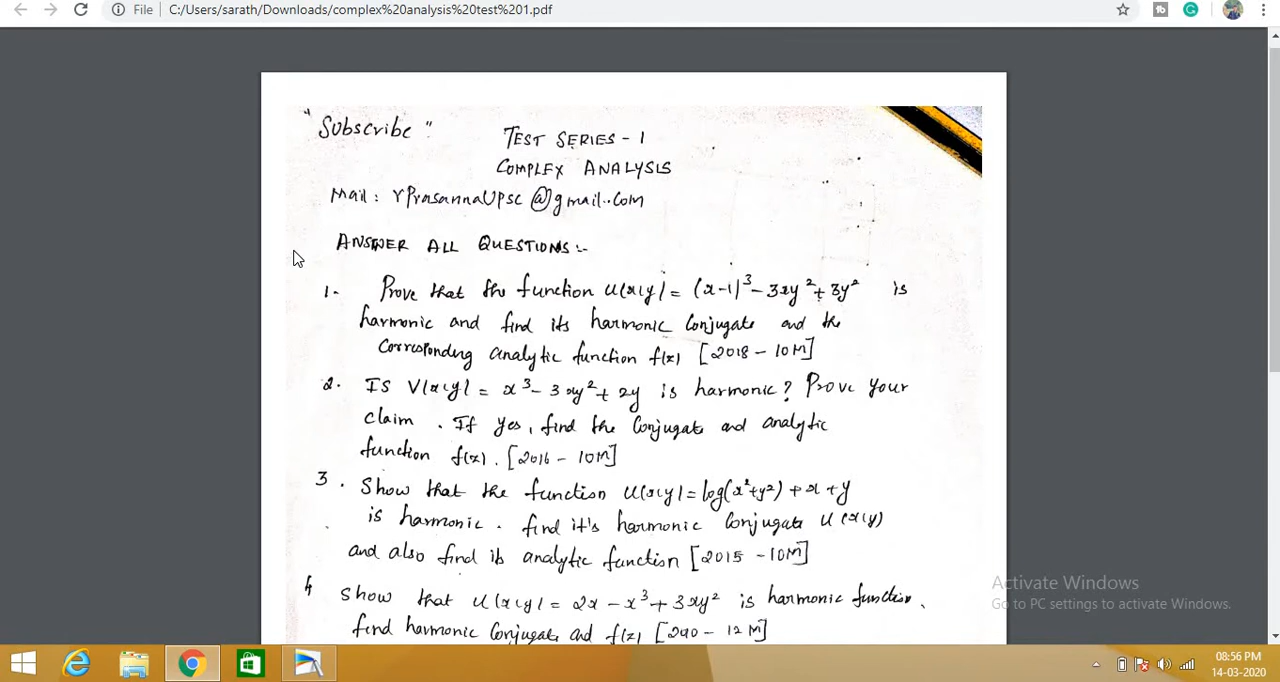 File C:/Users/sarath/Downloads/complex%20analysis%20test%201.pdf
"Subscribe"
TEST SERIES - 1
COMPLEX ANALYSIS
Mail: YPrasannaUpsc@gmail.com
ANSWER ALL QUESTIONS:-
1. Prove that the function u(x,y) = (x-1)³ - 3xy² + 3y² is
harmonic and find its harmonic conjugate and the
corresponding analytic function f(z) [2018 - 10M]
2. Is V(x,y) = x³ - 3xy² + 2y is harmonic? Prove your
claim. If yes, find the conjugate and analytic
function f(z). [2016 - 10M]
3. Show that the function u(x,y) = log(x²+y²) + x + y
is harmonic. find it's harmonic conjugate u(x,y)
and also find its analytic function [2015 - 10M]
4 Show that u(x,y) = 2x - x³ + 3xy² is harmonic function.
find harmonic conjugate and f(z) [ - 12M]
Activate Windows
Go to PC settings to activate Windows.
08:56 PM
14-03-2020